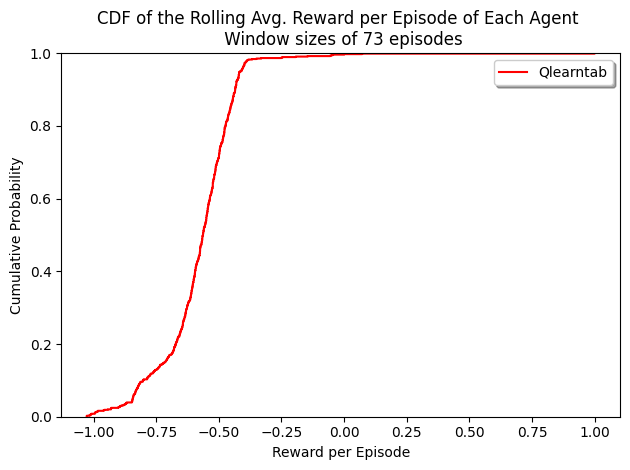 CDF of the Rolling Avg. Reward per Episode of Each Agent
Window sizes of 73 episodes
Qlearntab
Cumulative Probability
1.0
0.8
0.6
0.4
0.2
0.0
−1.00 −0.75 −0.50 −0.25 0.00 0.25 0.50 0.75 1.00
Reward per Episode